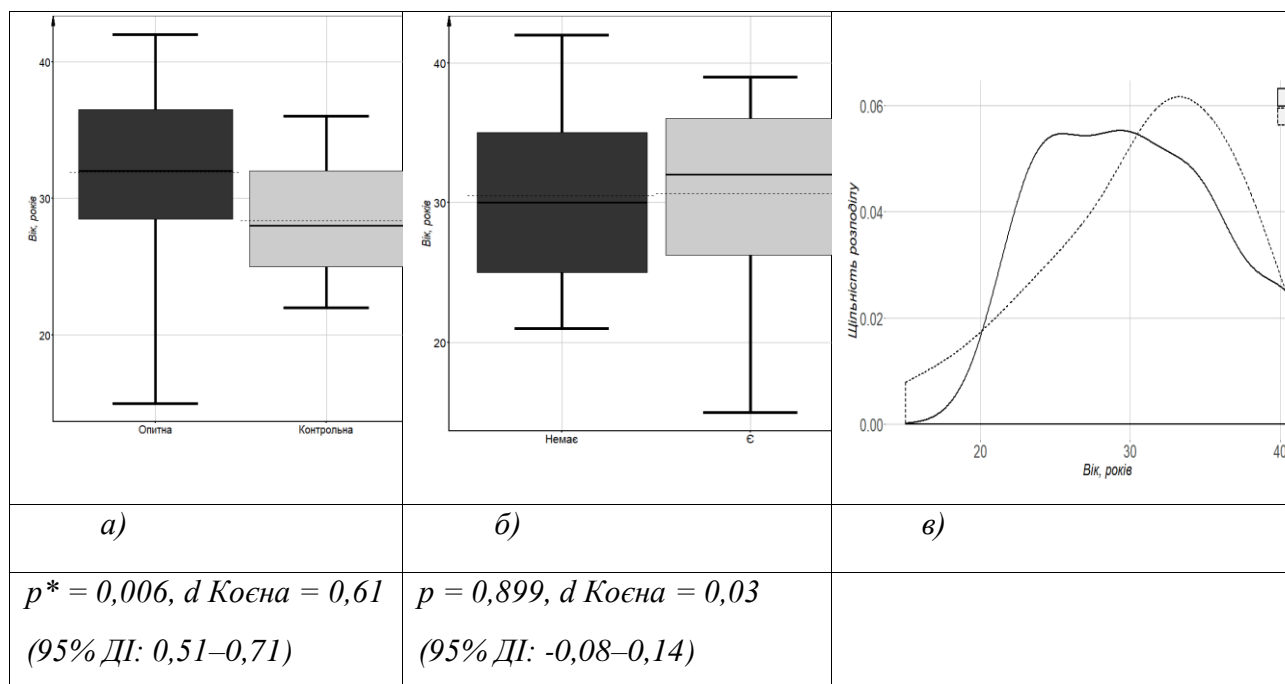 40
30
20
Вік, років
Опитна
Контрольна
40
30
20
Вік, років
Немає
Є
0.06
0.04
0.02
0.00
Щільність розподілу
20
30
40
Вік, років
а)
б)
в)
p* = 0,006, d Коєна = 0,61
(95% ДІ: 0,51–0,71)
p = 0,899, d Коєна = 0,03
(95% ДІ: -0,08–0,14)